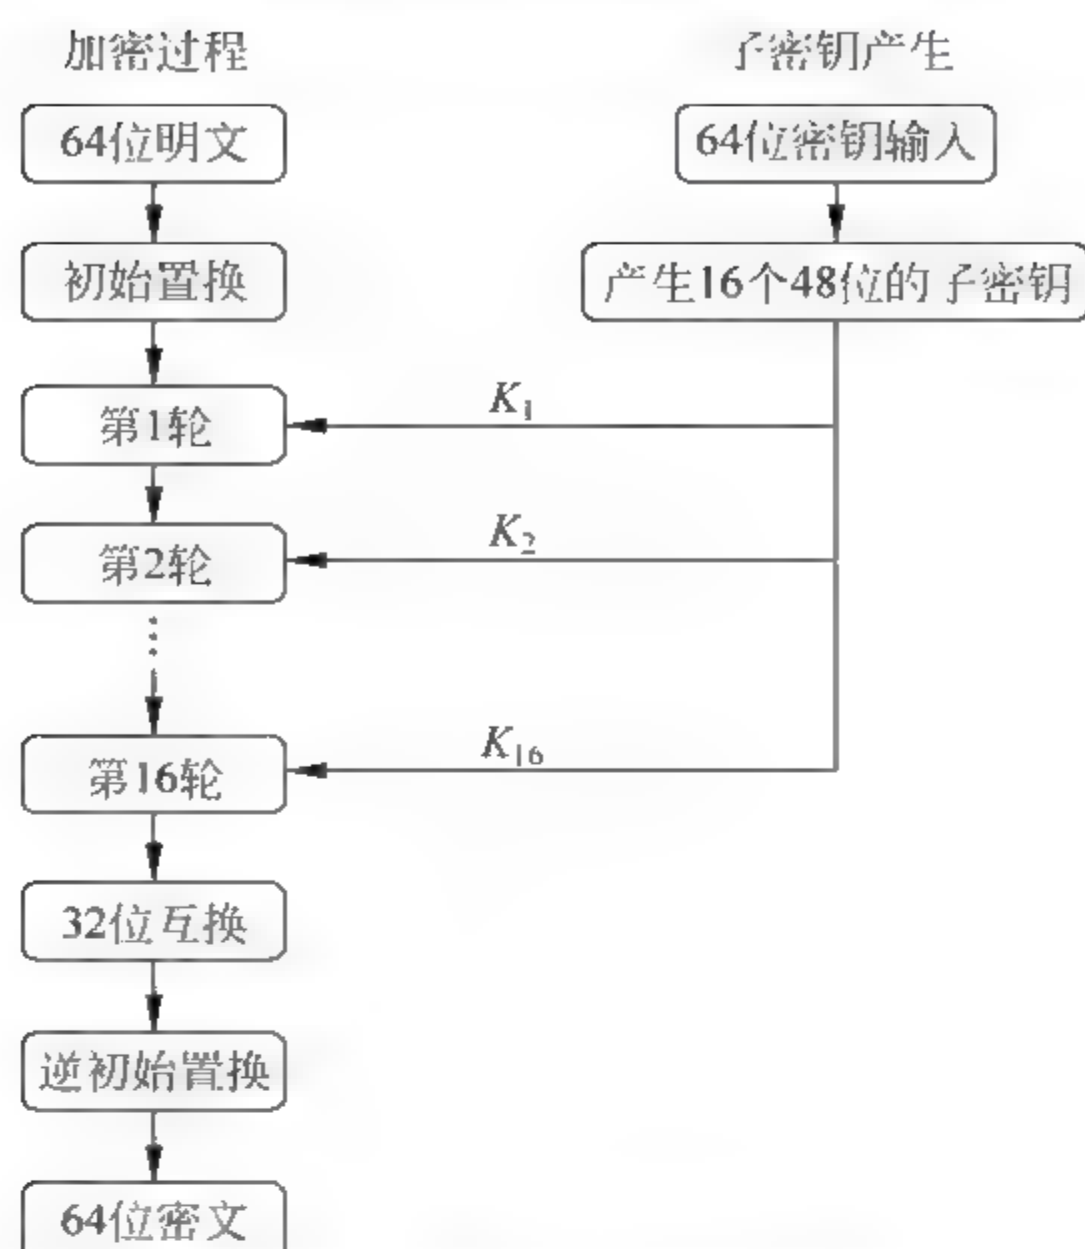 加密过程
子密钥产生
64位明文
64位密钥输入
初始置换
产生16个48位的子密钥
第1轮
K₁
第2轮
K₂
⋮
第16轮
K₁₆
32位互换
逆初始置换
64位密文